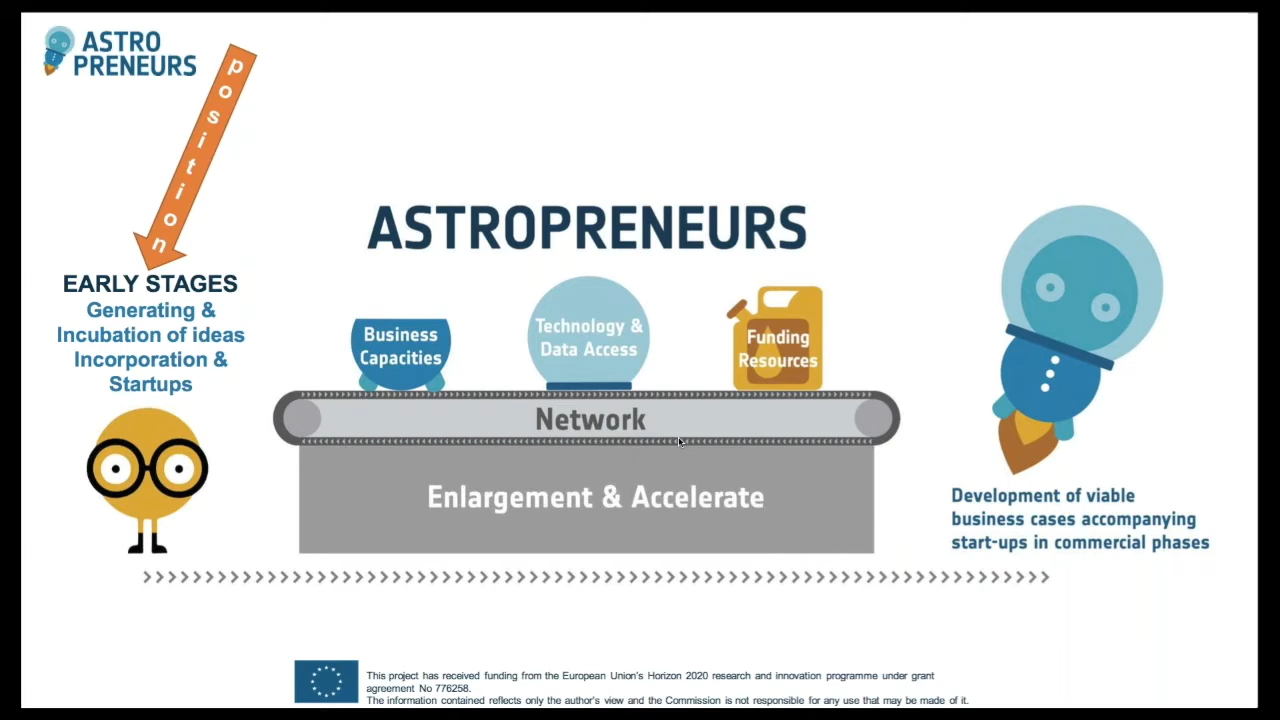 ASTRO
PRENEURS
position
EARLY STAGES
Generating &
Incubation of ideas
Incorporation &
Startups
ASTROPRENEURS
Business
Capacities
Technology &
Data Access
Funding
Resources
Network
Enlargement & Accelerate
Development of viable
business cases accompanying
start-ups in commercial phases
This project has received funding from the European Union's Horizon 2020 research and innovation programme under grant
agreement No 776258.
The information contained reflects only the author's view and the Commission is not responsible for any use that may be made of it.